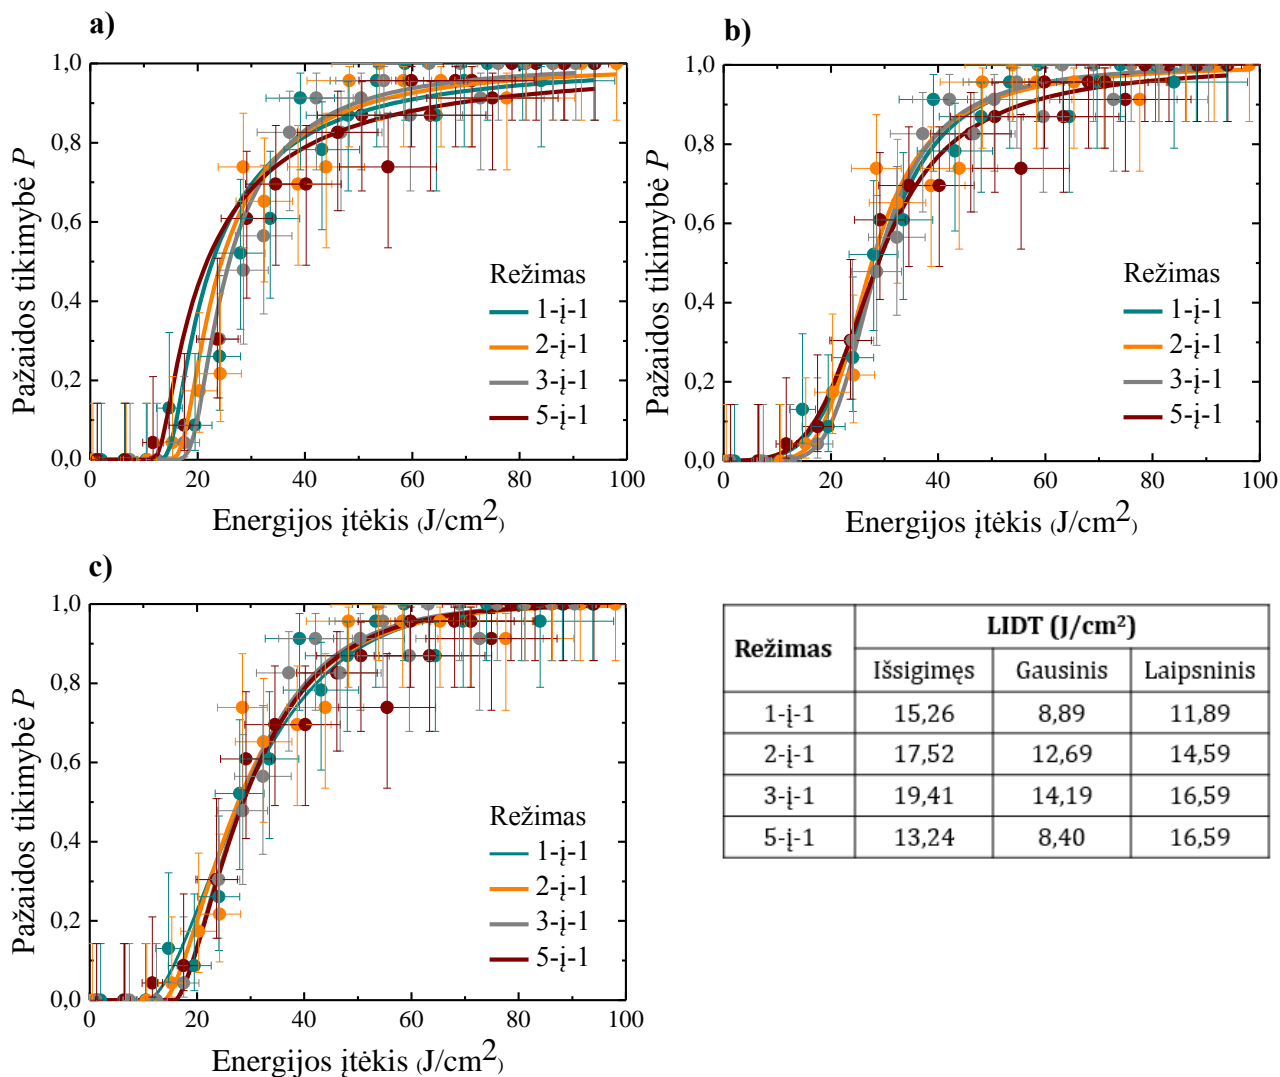 a)
1,0
0,8
0,6
0,4
0,2
0,0
Pažaidos tikimybė P
Režimas
1-į-1
2-į-1
3-į-1
5-į-1
0 20 40 60 80 100
Energijos įtėkis (J/cm2)
b)
1,0
0,8
0,6
0,4
0,2
0,0
Pažaidos tikimybė P
Režimas
1-į-1
2-į-1
3-į-1
5-į-1
0 20 40 60 80 100
Energijos įtėkis (J/cm2)
c)
1,0
0,8
0,6
0,4
0,2
0,0
Pažaidos tikimybė P
Režimas
1-į-1
2-į-1
3-į-1
5-į-1
0 20 40 60 80 100
Energijos įtėkis (J/cm2)
Režimas LIDT (J/cm²)
Išsigimęs Gausinis Laipsninis
1-į-1 15,26 8,89 11,89
2-į-1 17,52 12,69 14,59
3-į-1 19,41 14,19 16,59
5-į-1 13,24 8,40 16,59